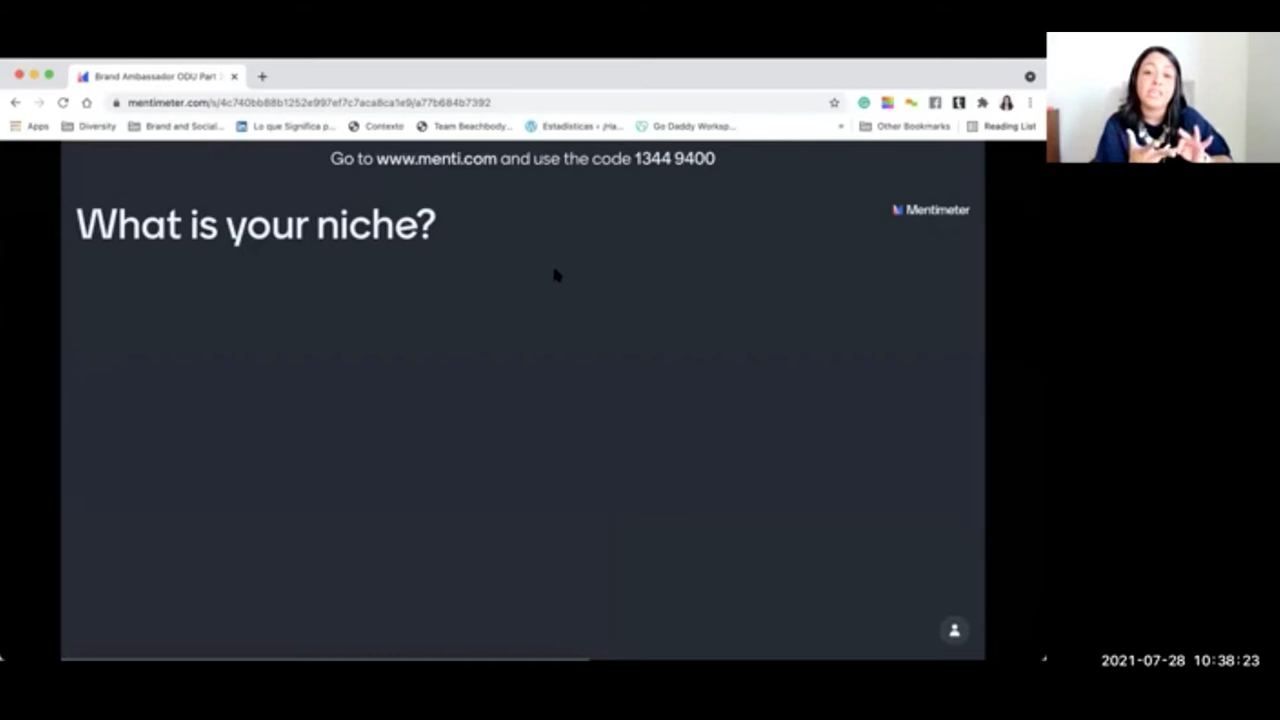 Brand Ambassador ODU Part
mentimeter.com/s/4c740bb88b1252e997ef7c7aca8ca1e9/a77b684b7392
Apps Diversity Brand and Social... Lo que Significa p... Contexto Team Beachbody... Estadísticas ‹ ¡Ha... Go Daddy Worksp... » Other Bookmarks Reading List
Go to www.menti.com and use the code 1344 9400
What is your niche?
Mentimeter
2021-07-28 10:38:23